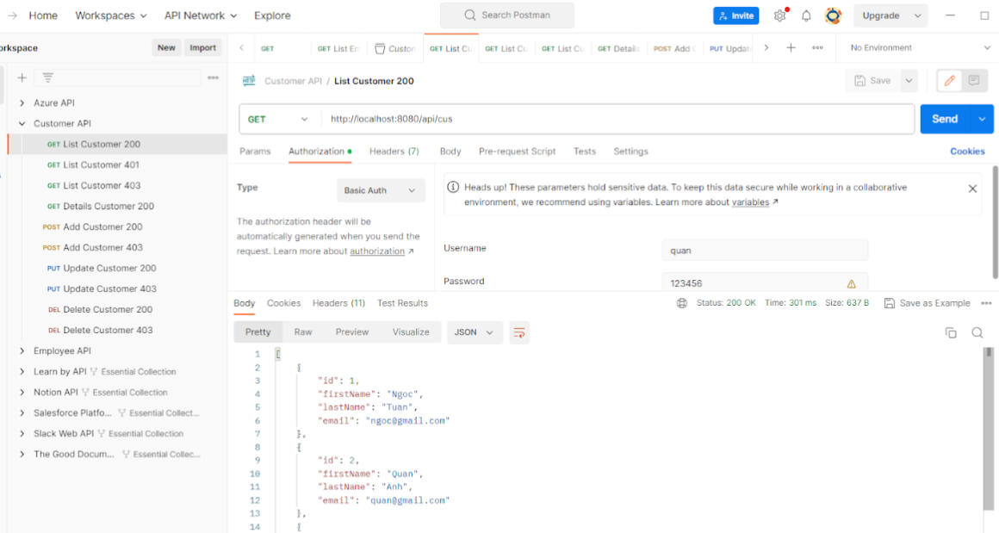 Home Workspaces API Network Explore Search Postman Invite Upgrade
orkspace New Import GET GET List En Custon GET List Cu GET List Cu GET List Cu GET Details POST Add C PUT Update No Environment
HTTP Customer API / List Customer 200 Save
GET http://localhost:8080/api/cus Send
Params Authorization Headers (7) Body Pre-request Script Tests Settings Cookies
Azure API
Customer API
GET List Customer 200
GET List Customer 401
GET List Customer 403
GET Details Customer 200
POST Add Customer 200
POST Add Customer 403
PUT Update Customer 200
PUT Update Customer 403
DEL Delete Customer 200
DEL Delete Customer 403
Employee API
Learn by API Essential Collection
Notion API Essential Collection
Salesforce Platfo... Essential Collect...
Slack Web API Essential Collection
The Good Docum... Essential Collec...
Type Basic Auth
The authorization header will be
automatically generated when you send the
request. Learn more about authorization ↗
Heads up! These parameters hold sensitive data. To keep this data secure while working in a collaborative
environment, we recommend using variables. Learn more about variables ↗
Username quan
Password 123456
Body Cookies Headers (11) Test Results Status: 200 OK Time: 301 ms Size: 637 B Save as Example
Pretty Raw Preview Visualize JSON
1 [
2 {
3 "id": 1,
4 "firstName": "Ngoc",
5 "lastName": "Tuan",
6 "email": "ngoc@gmail.com"
7 },
8 {
9 "id": 2,
10 "firstName": "Quan",
11 "lastName": "Anh",
12 "email": "quan@gmail.com"
13 },
14 {